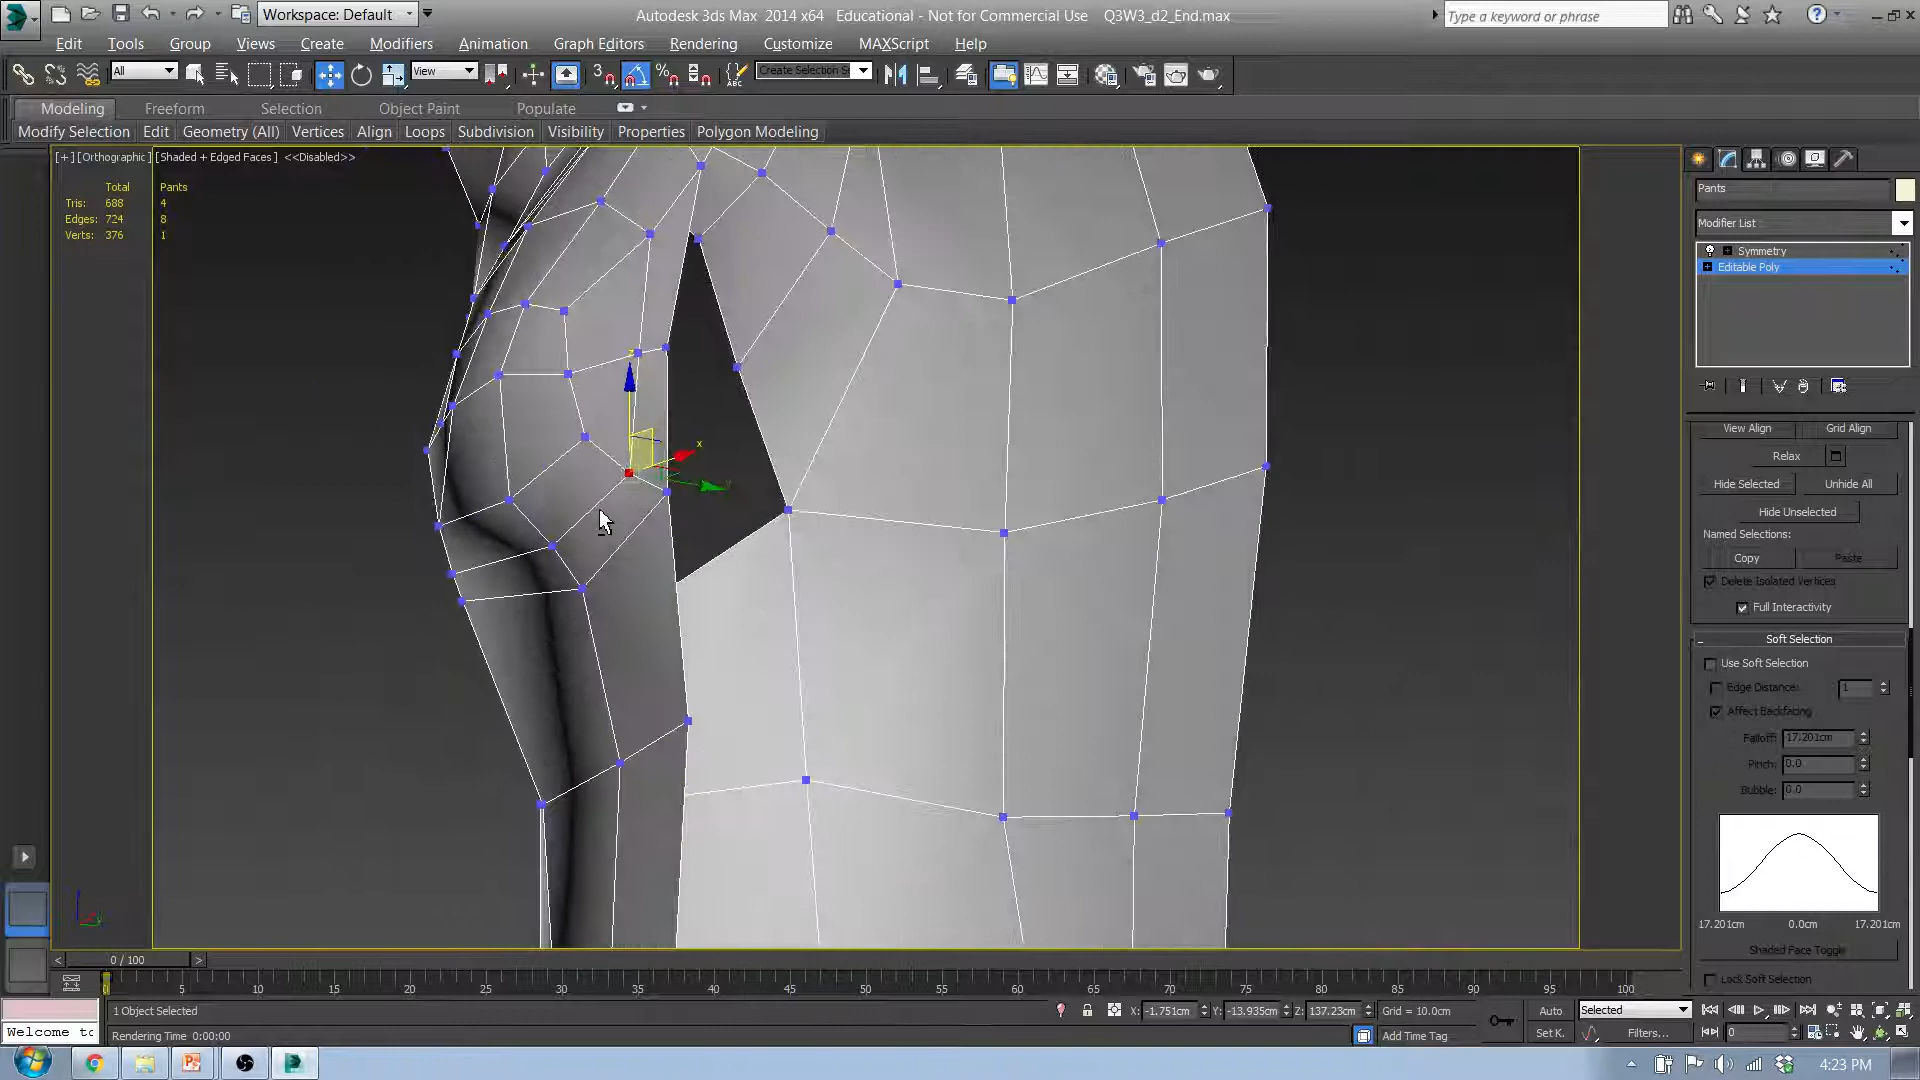 Workspace: Default
Autodesk 3ds Max 2014 x64 Educational - Not for Commercial Use Q3W3_d2_End.max
Type a keyword or phrase
Edit Tools Group Views Create Modifiers Animation Graph Editors Rendering Customize MAXScript Help
All View Create Selection S
Modeling Freeform Selection Object Paint Populate
Modify Selection Edit Geometry (All) Vertices Align Loops Subdivision Visibility Properties Polygon Modeling
[+] [Orthographic] [Shaded + Edged Faces] <<Disabled>>
Total Pants
Tris: 688 4
Edges: 724 8
Verts: 376 1
x
Pants
Modifier List
Symmetry
Editable Poly
View Align Grid Align
Relax
Hide Selected Unhide All
Hide Unselected
Named Selections:
Copy Paste
Delete Isolated Vertices
Full Interactivity
Soft Selection
Use Soft Selection
Edge Distance: 1
Affect Backfacing
Falloff: 17.201cm
Pinch: 0.0
Bubble: 0.0
17.201cm 0.0cm 17.201cm
Shaded Face Toggle
Lock Soft Selection
< 0 / 100 >
0 5 10 15 20 25 30 35 40 45 50 55 60 65 70 75 80 85 90 95 100
1 Object Selected X: -1.751cm Y: -13.935cm Z: 137.23cm Grid = 10.0cm Auto Selected
Welcome to Rendering Time 0:00:00 Add Time Tag Set K. Filters... 0
4:23 PM